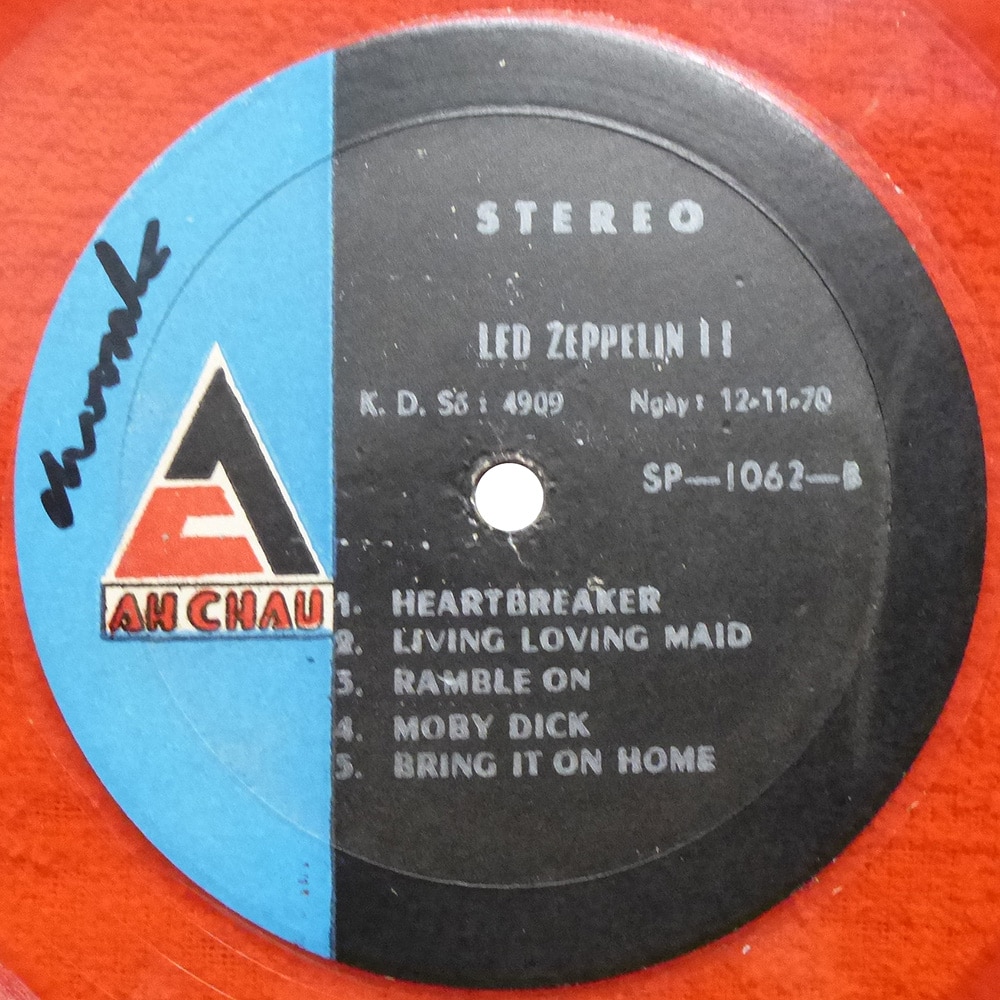 STEREO
LED ZEPPELIN II
K. D. Số : 4909 Ngày : 12-11-70
SP—1062—B
AH CHAU
1. HEARTBREAKER
2. LIVING LOVING MAID
3. RAMBLE ON
4. MOBY DICK
5. BRING IT ON HOME